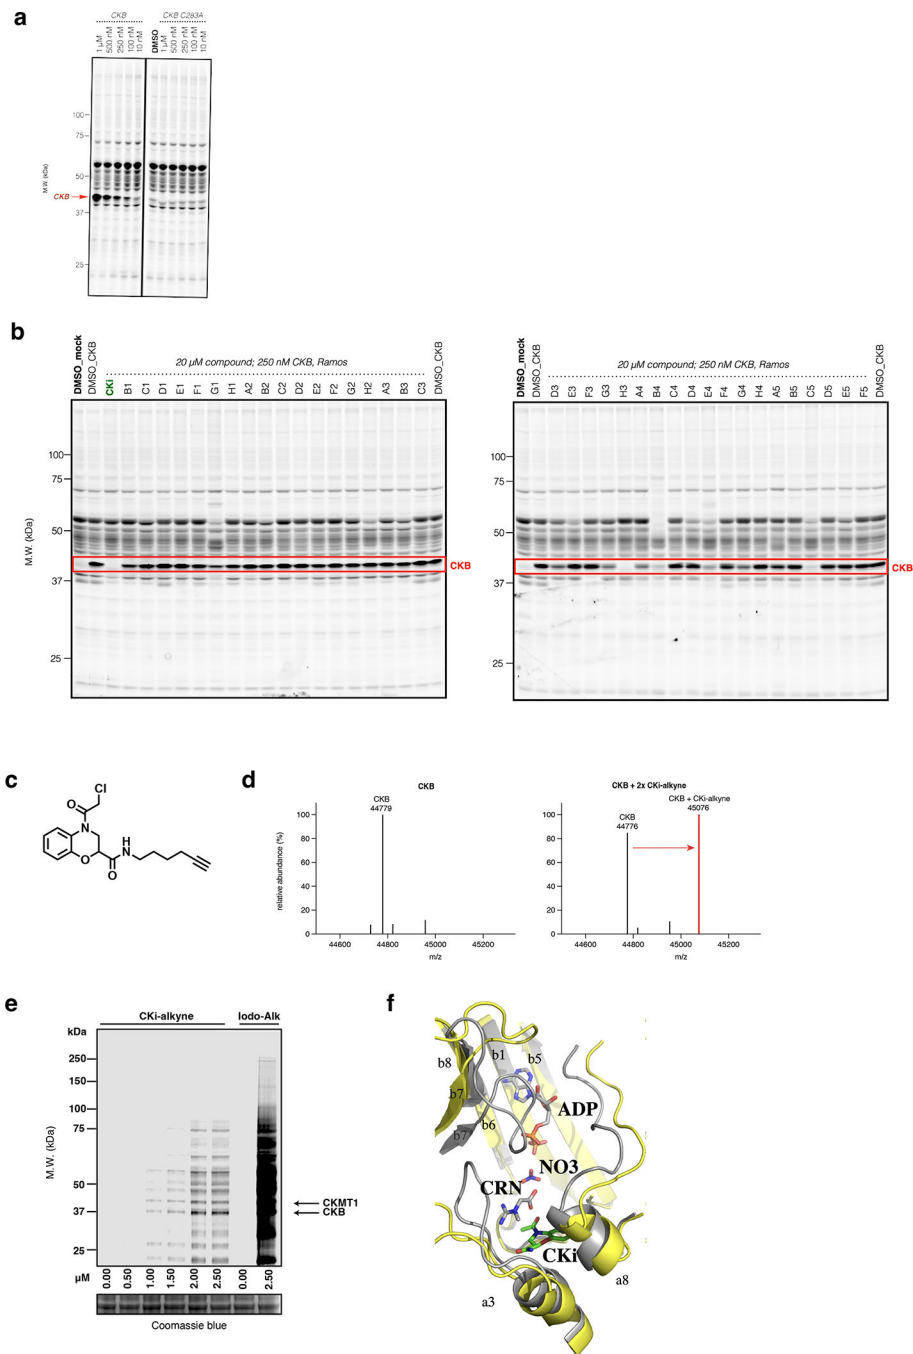 a
CKB
CKB C283A
1 µM
500 nM
250 nM
100 nM
10 nM
DMSO
1 µM
500 nM
250 nM
100 nM
10 nM
M.W. (kDa)
100
75
50
CKB
37
25
b
DMSO_mock
DMSO_CKB
CKi
B1
C1
D1
E1
F1
G1
H1
A2
B2
C2
D2
E2
F2
G2
H2
A3
B3
C3
DMSO_CKB
20 µM compound; 250 nM CKB, Ramos
M.W. (kDa)
100
75
50
37
25
CKB
DMSO_mock
DMSO_CKB
D3
E3
F3
G3
H3
A4
B4
C4
D4
E4
F4
G4
H4
A5
B5
C5
D5
E5
F5
DMSO_CKB
20 µM compound; 250 nM CKB, Ramos
100
75
50
37
25
CKB
c
Cl
O
N
O
H
N
O
d
CKB
CKB
44779
relative abundance (%)
100
80
60
40
20
0
44600 44800 45000 45200
m/z
CKB + 2x CKi-alkyne
CKB + CKi-alkyne
45076
CKB
44776
100
80
60
40
20
0
44600 44800 45000 45200
m/z
e
CKi-alkyne Iodo-Alk
kDa
250
150
100
75
50
37
25
M.W. (kDa)
CKMT1
CKB
µM
0.00
0.50
1.00
1.50
2.00
2.50
0.00
2.50
Coomassie blue
f
b8
b1
b5
b7
b6
b7'
ADP
NO3
CRN
CKi
a8
a3